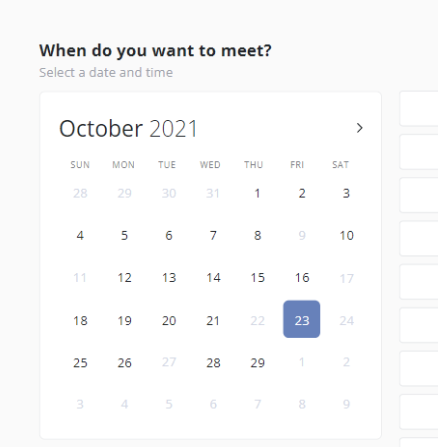 When do you want to meet?
Select a date and time
October 2021
SUN MON TUE WED THU FRI SAT
28 29 30 31 1 2 3
4 5 6 7 8 9 10
11 12 13 14 15 16 17
18 19 20 21 22 23 24
25 26 27 28 29 1 2
3 4 5 6 7 8 9